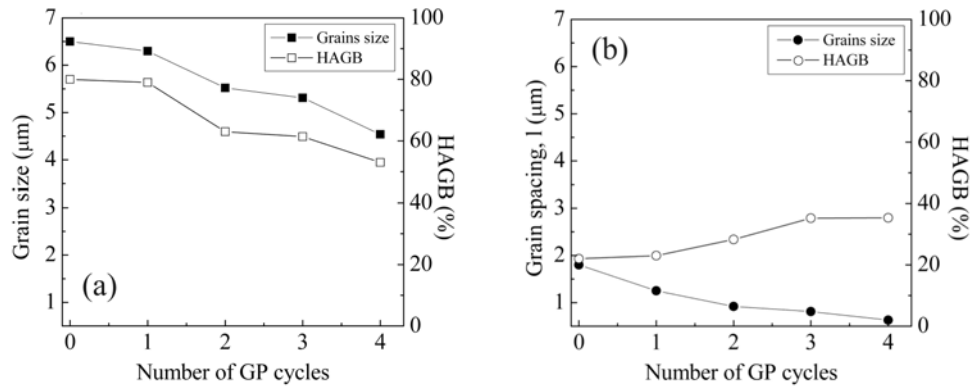 7
6
5
4
3
2
1
Grain size (μm)
100
80
60
40
20
0
HAGB (%)
Grains size
HAGB
(a)
0 1 2 3 4
Number of GP cycles
7
6
5
4
3
2
1
Grain spacing, l (μm)
100
80
60
40
20
0
HAGB (%)
Grains size
HAGB
(b)
0 1 2 3 4
Number of GP cycles